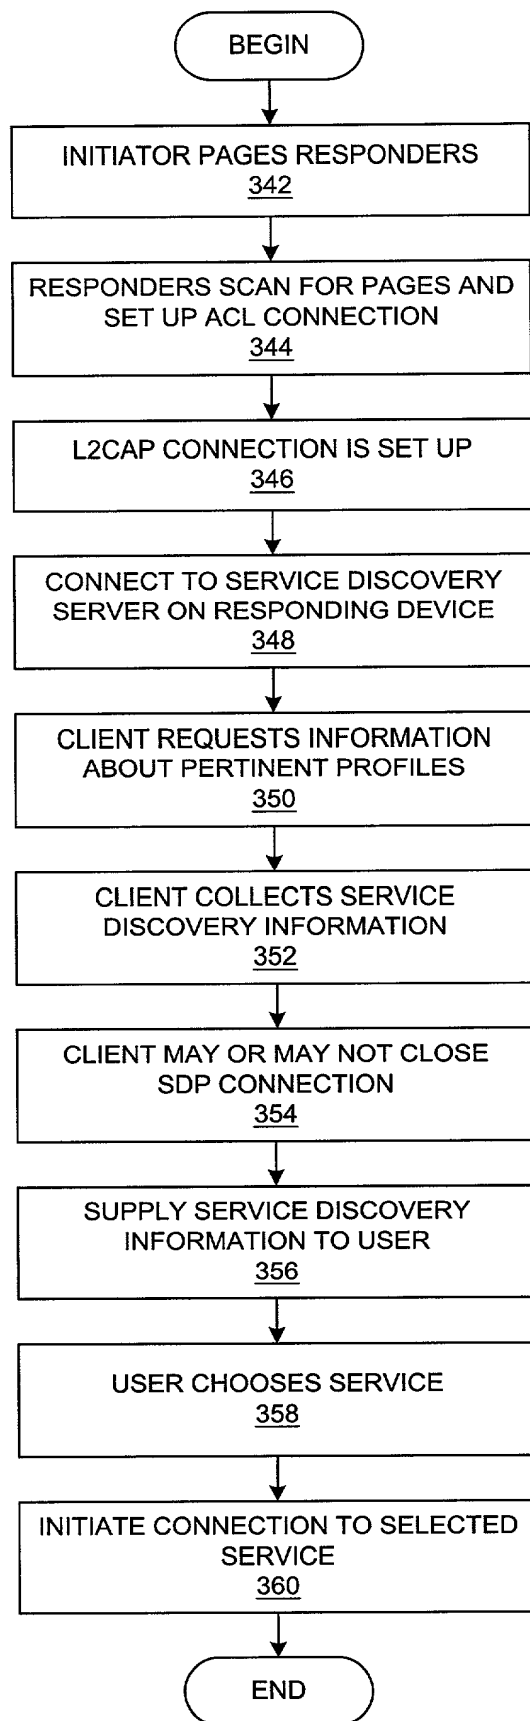 BEGIN
INITIATOR PAGES RESPONDERS
342
RESPONDERS SCAN FOR PAGES AND
SET UP ACL CONNECTION
344
L2CAP CONNECTION IS SET UP
346
CONNECT TO SERVICE DISCOVERY
SERVER ON RESPONDING DEVICE
348
CLIENT REQUESTS INFORMATION
ABOUT PERTINENT PROFILES
350
CLIENT COLLECTS SERVICE
DISCOVERY INFORMATION
352
CLIENT MAY OR MAY NOT CLOSE
SDP CONNECTION
354
SUPPLY SERVICE DISCOVERY
INFORMATION TO USER
356
USER CHOOSES SERVICE
358
INITIATE CONNECTION TO SELECTED
SERVICE
360
END